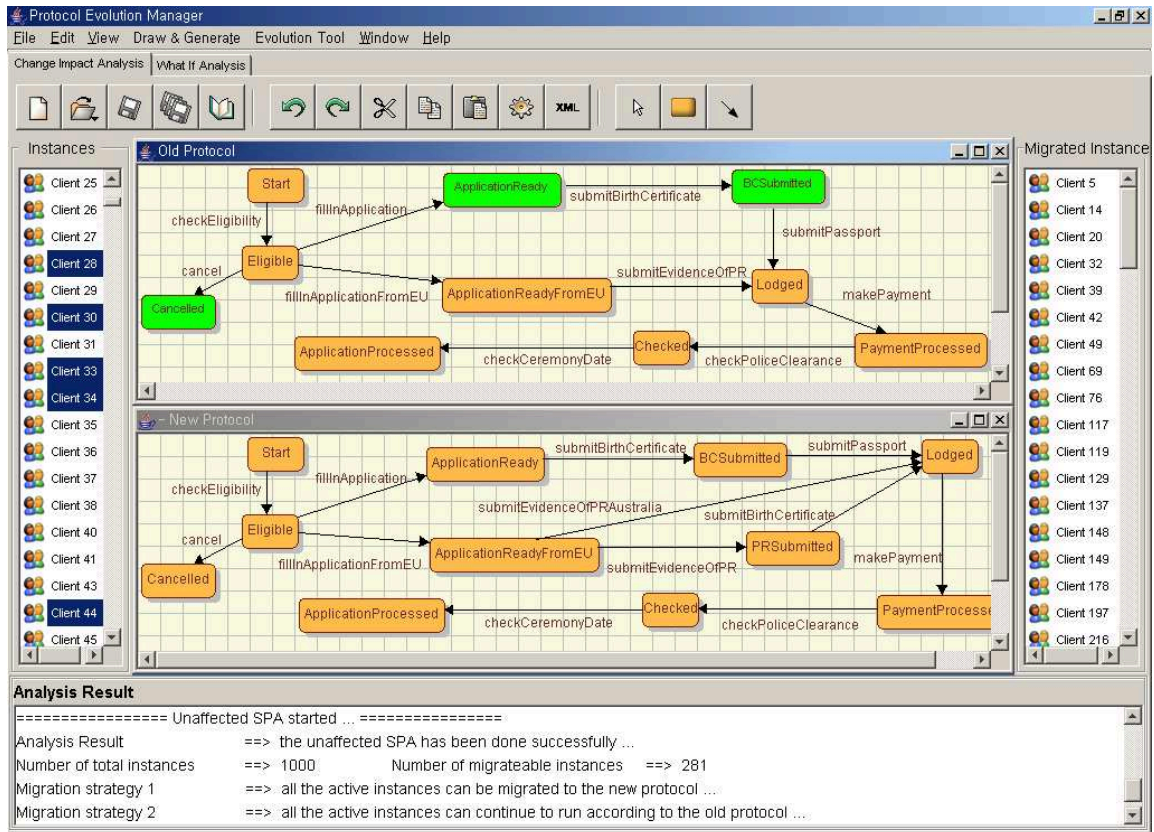 Protocol Evolution Manager
File Edit View Draw & Generate Evolution Tool Window Help
Change Impact Analysis What If Analysis
XML
Instances
Client 25
Client 26
Client 27
Client 28
Client 29
Client 30
Client 31
Client 33
Client 34
Client 35
Client 36
Client 37
Client 38
Client 40
Client 41
Client 43
Client 44
Client 45
Old Protocol
Start
ApplicationReady
submitBirthCertificate
BCSubmitted
fillInApplication
checkEligibility
submitPassport
Eligible
cancel
submitEvidenceOfPR
Lodged
fillInApplicationFromEU
ApplicationReadyFromEU
makePayment
Cancelled
ApplicationProcessed
checkCeremonyDate
Checked
checkPoliceClearance
PaymentProcessed
– New Protocol
Start
ApplicationReady
submitBirthCertificate
BCSubmitted
submitPassport
Lodged
fillInApplication
checkEligibility
submitEvidenceOfPRAustralia
submitBirthCertificate
Eligible
cancel
ApplicationReadyFromEU
PRSubmitted
makePayment
fillInApplicationFromEU
submitEvidenceOfPR
Cancelled
ApplicationProcessed
checkCeremonyDate
Checked
checkPoliceClearance
PaymentProcesse
Migrated Instance
Client 5
Client 14
Client 20
Client 32
Client 39
Client 42
Client 49
Client 69
Client 76
Client 117
Client 119
Client 129
Client 137
Client 148
Client 149
Client 178
Client 197
Client 216
Analysis Result
================= Unaffected SPA started ... ================
Analysis Result ==> the unaffected SPA has been done successfully ...
Number of total instances ==> 1000 Number of migrateable instances ==> 281
Migration strategy 1 ==> all the active instances can be migrated to the new protocol ...
Migration strategy 2 ==> all the active instances can continue to run according to the old protocol ...